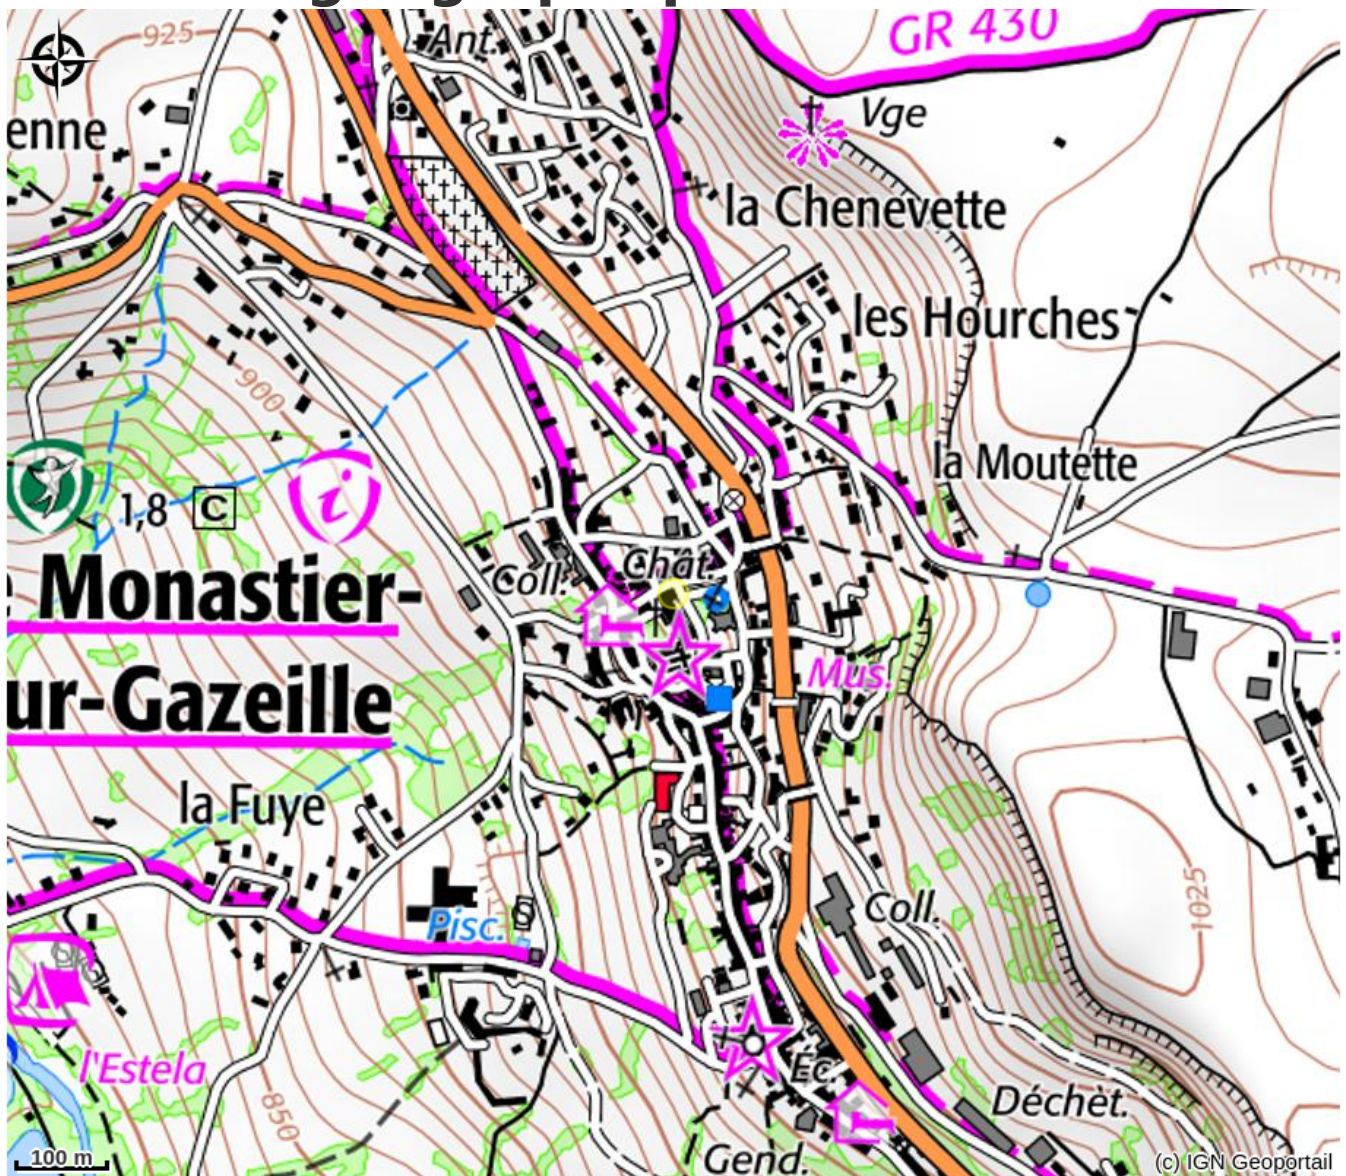 925
Ant.
GR 430
Vge
enne
la Chenevette
les Hourches
900
la Moutette
1,8 C
i
Coll.
Chât.
Monastier-
ur-Gazeille
Mus.
la Fuye
1025
Coll.
Pisc.
S
l'Estela
Éc.
850
Déchèt.
Gend.
100 m
(c) IGN Geoportail